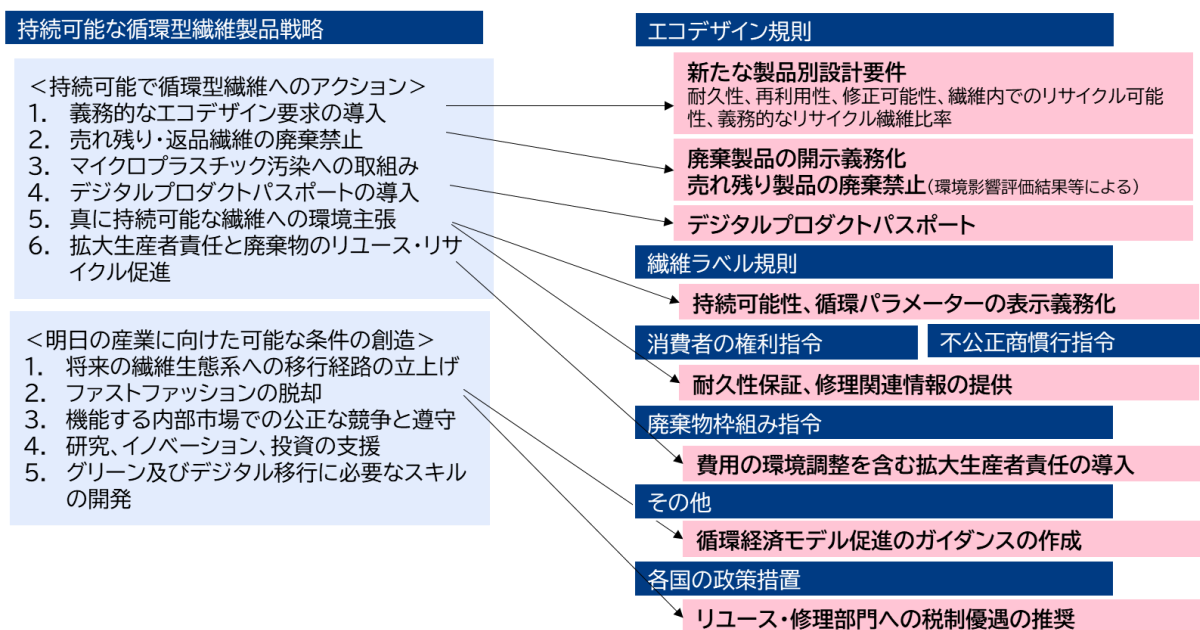 持続可能な循環型繊維製品戦略
＜持続可能で循環型繊維へのアクション＞
1. 義務的なエコデザイン要求の導入
2. 売れ残り・返品繊維の廃棄禁止
3. マイクロプラスチック汚染への取組み
4. デジタルプロダクトパスポートの導入
5. 真に持続可能な繊維への環境主張
6. 拡大生産者責任と廃棄物のリユース・リサ
イクル促進
＜明日の産業に向けた可能な条件の創造＞
1. 将来の繊維生態系への移行経路の立上げ
2. ファストファッションの脱却
3. 機能する内部市場での公正な競争と遵守
4. 研究、イノベーション、投資の支援
5. グリーン及びデジタル移行に必要なスキル
の開発
エコデザイン規則
新たな製品別設計要件
耐久性、再利用性、修正可能性、繊維内でのリサイクル可能
性、義務的なリサイクル繊維比率
廃棄製品の開示義務化
売れ残り製品の廃棄禁止（環境影響評価結果等による）
デジタルプロダクトパスポート
繊維ラベル規則
持続可能性、循環パラメーターの表示義務化
消費者の権利指令
不公正商慣行指令
耐久性保証、修理関連情報の提供
廃棄物枠組み指令
費用の環境調整を含む拡大生産者責任の導入
その他
循環経済モデル促進のガイダンスの作成
各国の政策措置
リユース・修理部門への税制優遇の推奨